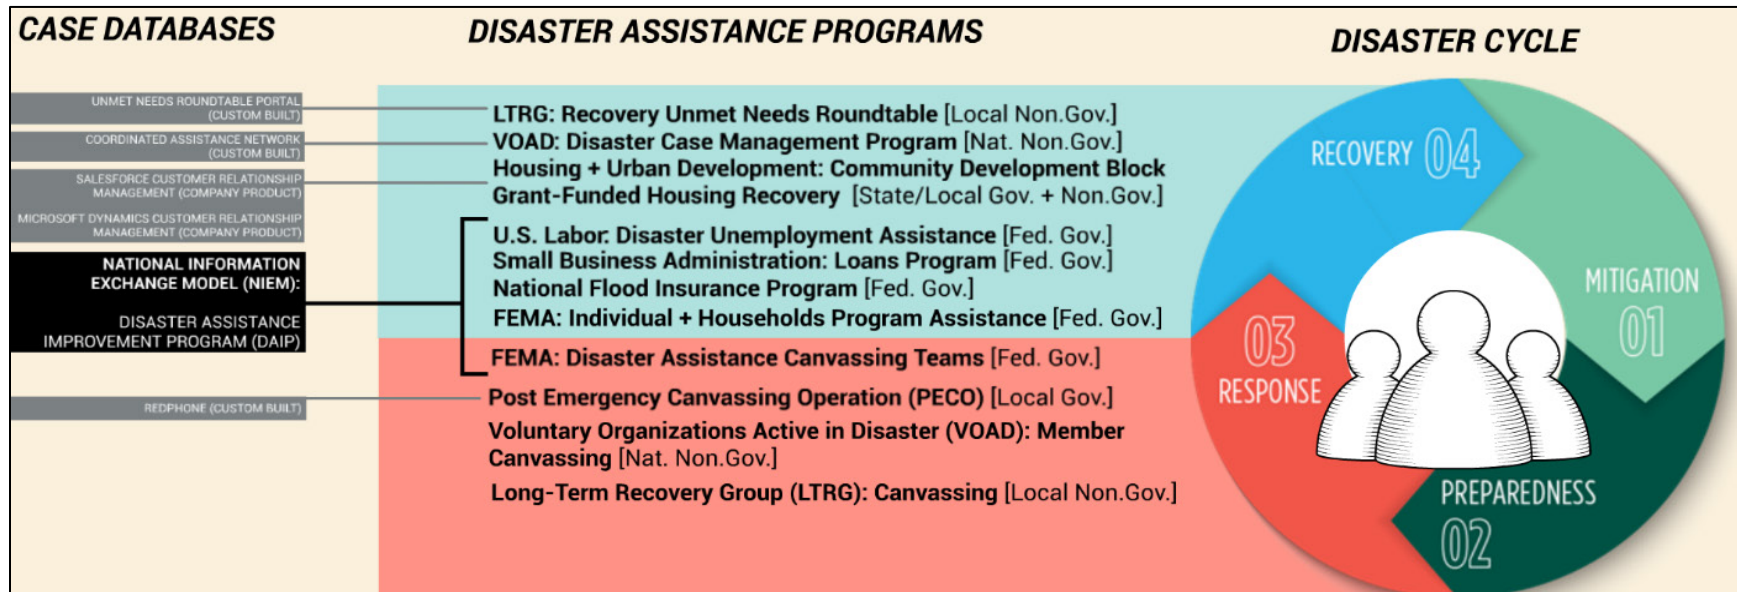 CASE DATABASES
UNMET NEEDS ROUNDTABLE PORTAL
(CUSTOM BUILT)
COORDINATED ASSISTANCE NETWORK
(CUSTOM BUILT)
SALESFORCE CUSTOMER RELATIONSHIP
MANAGEMENT (COMPANY PRODUCT)
MICROSOFT DYNAMICS CUSTOMER RELATIONSHIP
MANAGEMENT (COMPANY PRODUCT)
NATIONAL INFORMATION
EXCHANGE MODEL (NIEM):
DISASTER ASSISTANCE
IMPROVEMENT PROGRAM (DAIP)
REDPHONE (CUSTOM BUILT)
DISASTER ASSISTANCE PROGRAMS
LTRG: Recovery Unmet Needs Roundtable [Local Non.Gov.]
VOAD: Disaster Case Management Program [Nat. Non.Gov.]
Housing + Urban Development: Community Development Block
Grant-Funded Housing Recovery [State/Local Gov. + Non.Gov.]
U.S. Labor: Disaster Unemployment Assistance [Fed. Gov.]
Small Business Administration: Loans Program [Fed. Gov.]
National Flood Insurance Program [Fed. Gov.]
FEMA: Individual + Households Program Assistance [Fed. Gov.]
FEMA: Disaster Assistance Canvassing Teams [Fed. Gov.]
Post Emergency Canvassing Operation (PECO) [Local Gov.]
Voluntary Organizations Active in Disaster (VOAD): Member
Canvassing [Nat. Non.Gov.]
Long-Term Recovery Group (LTRG): Canvassing [Local Non.Gov.]
DISASTER CYCLE
RECOVERY 04
MITIGATION
01
03
RESPONSE
PREPAREDNESS
02